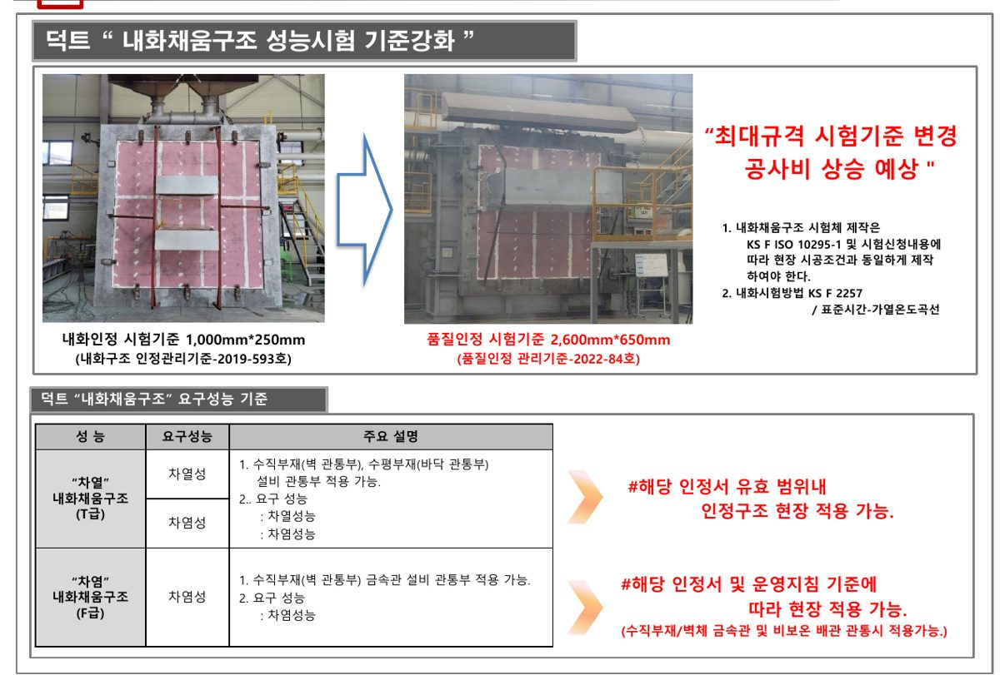 덕트 “ 내화채움구조 성능시험 기준강화 ”
“최대규격 시험기준 변경
공사비 상승 예상 "
1. 내화채움구조 시험체 제작은
KS F ISO 10295-1 및 시험신청내용에
따라 현장 시공조건과 동일하게 제작
하여야 한다.
2. 내화시험방법 KS F 2257
/ 표준시간-가열온도곡선
내화인정 시험기준 1,000mm*250mm
(내화구조 인정관리기준-2019-593호)
품질인정 시험기준 2,600mm*650mm
(품질인정 관리기준-2022-84호)
덕트 “내화채움구조” 요구성능 기준
성 능
요구성능
주요 설명
“차열”
내화채움구조
(T급)
차열성
차염성
1. 수직부재(벽 관통부), 수평부재(바닥 관통부)
설비 관통부 적용 가능.
2.. 요구 성능
: 차열성능
: 차염성능
#해당 인정서 유효 범위내
인정구조 현장 적용 가능.
“차염”
내화채움구조
(F급)
차염성
1. 수직부재(벽 관통부) 금속관 설비 관통부 적용 가능.
2. 요구 성능
: 차염성능
#해당 인정서 및 운영지침 기준에
따라 현장 적용 가능.
(수직부재/벽체 금속관 및 비보온 배관 관통시 적용가능.)